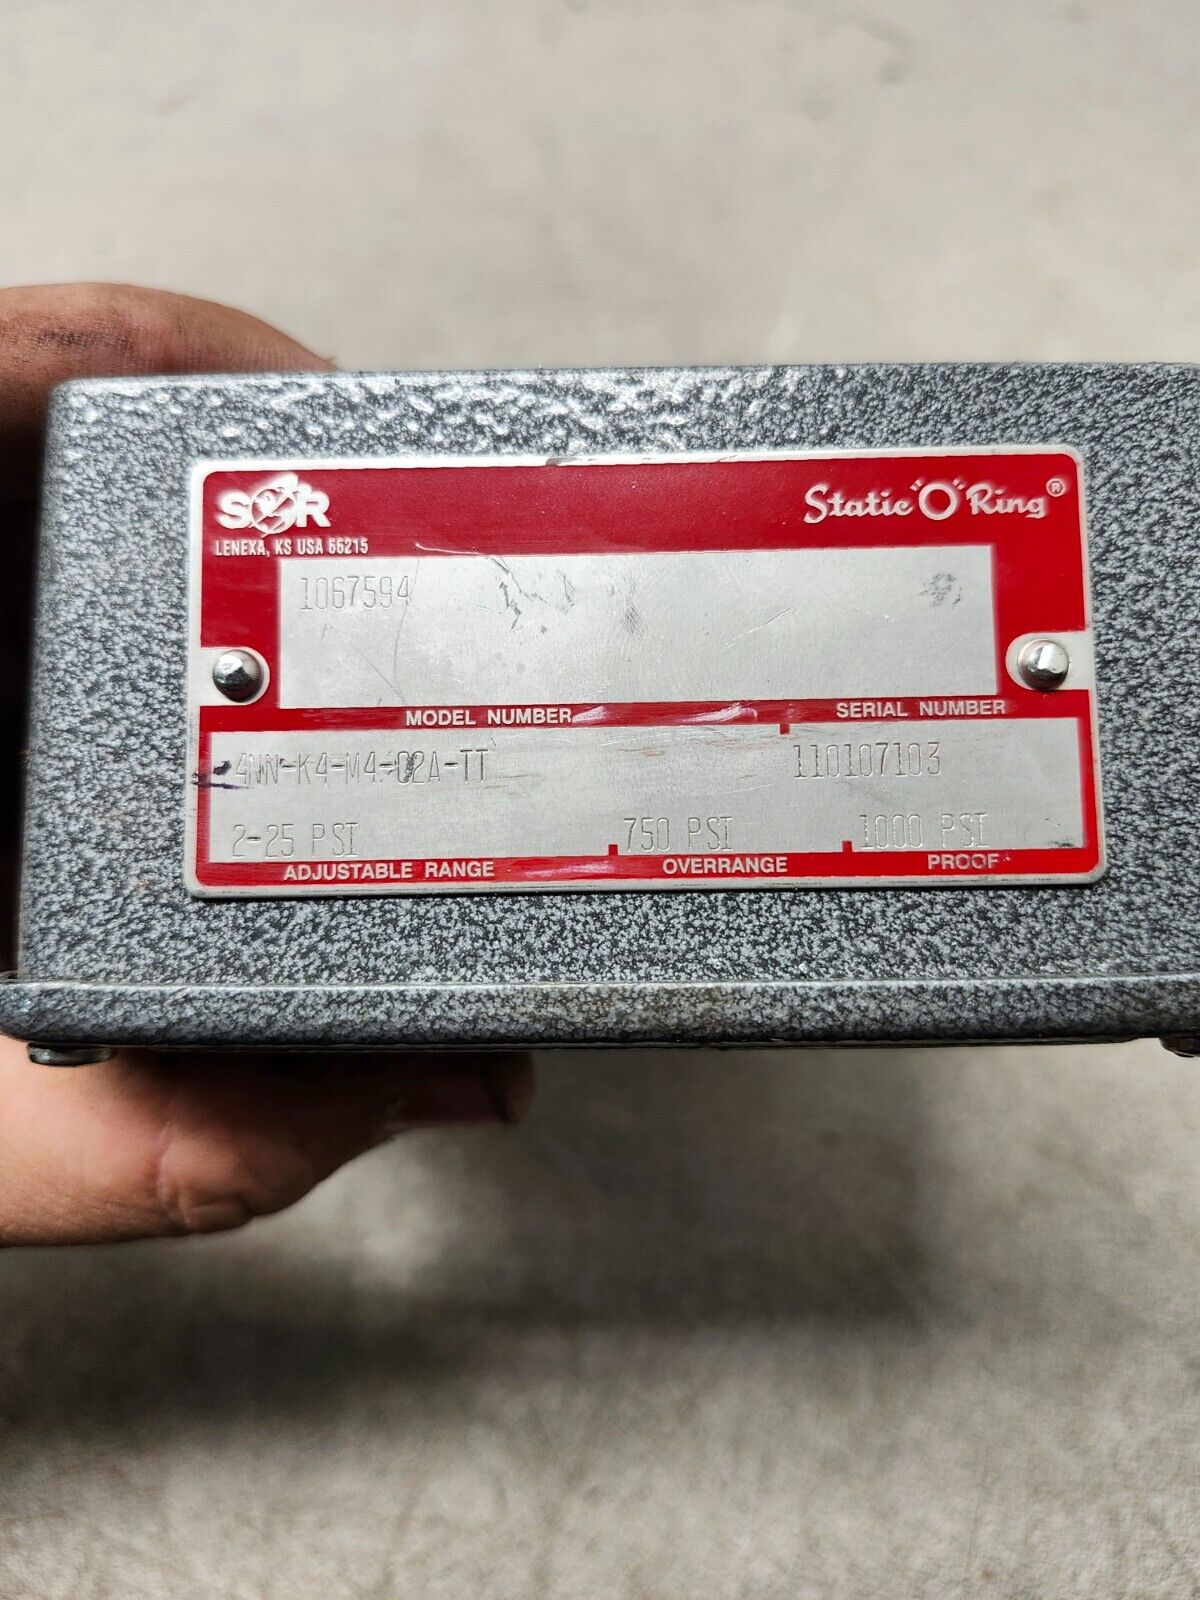 SOR
Static "O" Ring®
LENEXA, KS USA 66215
1067594
MODEL NUMBER
SERIAL NUMBER
4NN-K4-M4-C2A-TT
110107103
2-25 PSI
750 PSI
1000 PSI
ADJUSTABLE RANGE
OVERRANGE
PROOF